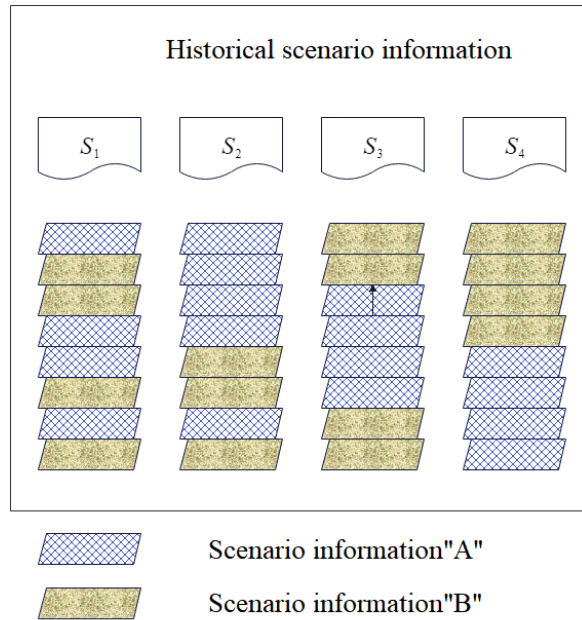 Historical scenario information
S1 S2 S3 S4
Scenario information"A"
Scenario information"B"